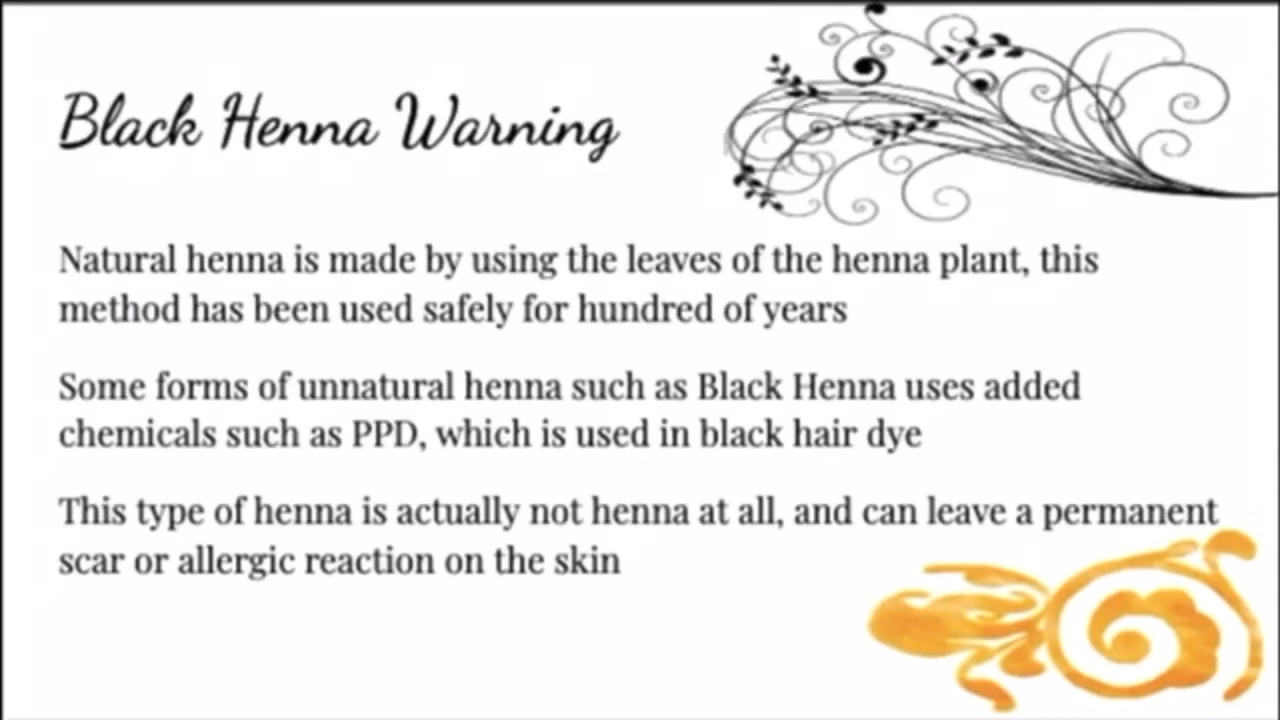 Black Henna Warning
Natural henna is made by using the leaves of the henna plant, this
method has been used safely for hundred of years
Some forms of unnatural henna such as Black Henna uses added
chemicals such as PPD, which is used in black hair dye
This type of henna is actually not henna at all, and can leave a permanent
scar or allergic reaction on the skin